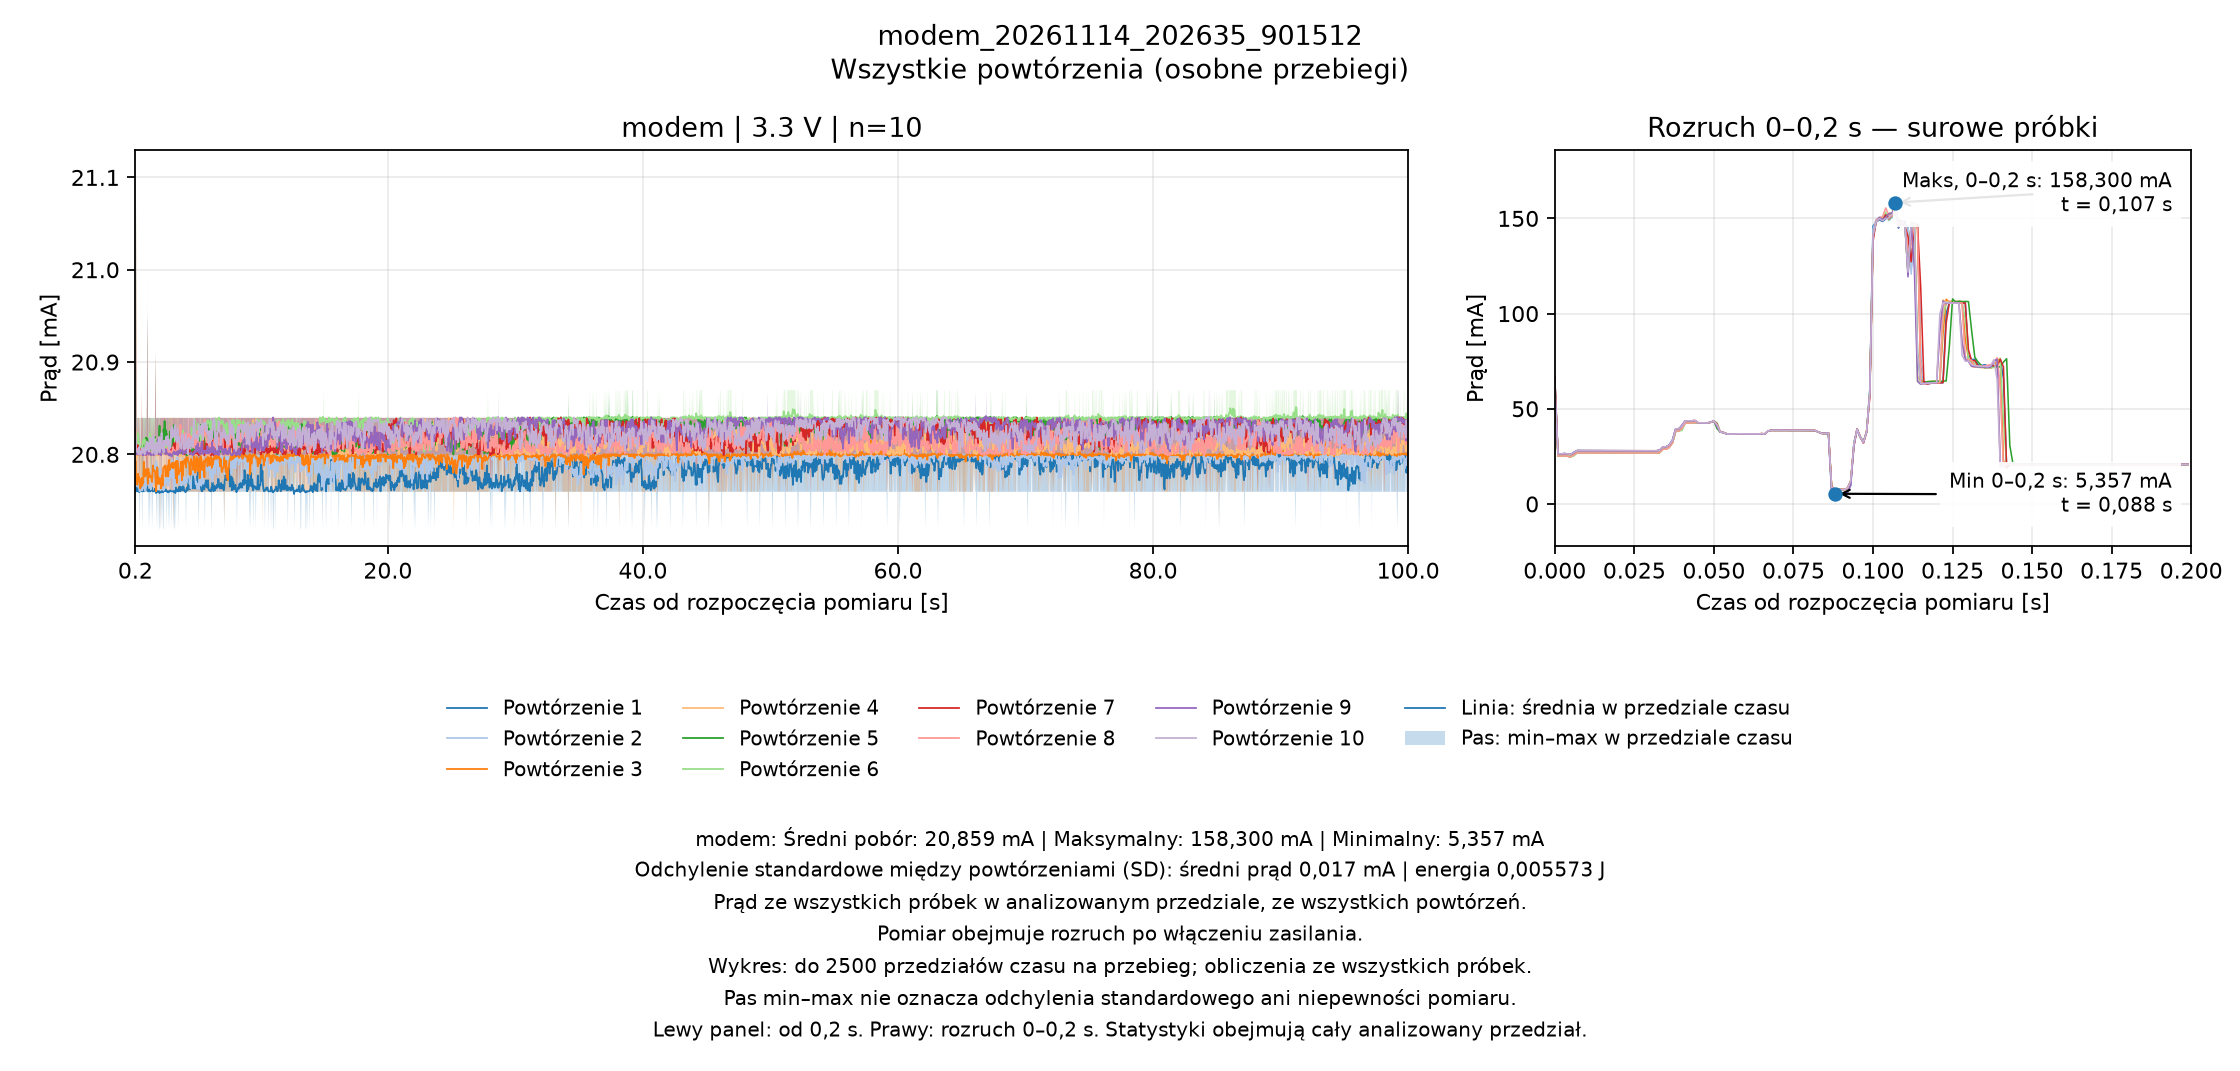 modem_20261114_202635_901512
Wszystkie powtórzenia (osobne przebiegi)
modem | 3.3 V | n=10
21.1
21.0
20.9
20.8
Prąd [mA]
0.2
20.0
40.0
60.0
80.0
100.0
Czas od rozpoczęcia pomiaru [s]
Rozruch 0–0,2 s — surowe próbki
Maks, 0–0,2 s: 158,300 mA
t = 0,107 s
150
100
50
0
Prąd [mA]
Min 0–0,2 s: 5,357 mA
t = 0,088 s
0.000
0.025
0.050
0.075
0.100
0.125
0.150
0.175
0.200
Czas od rozpoczęcia pomiaru [s]
Powtórzenie 1
Powtórzenie 2
Powtórzenie 3
Powtórzenie 4
Powtórzenie 5
Powtórzenie 6
Powtórzenie 7
Powtórzenie 8
Powtórzenie 9
Powtórzenie 10
Linia: średnia w przedziale czasu
Pas: min–max w przedziale czasu
modem: Średni pobór: 20,859 mA | Maksymalny: 158,300 mA | Minimalny: 5,357 mA
Odchylenie standardowe między powtórzeniami (SD): średni prąd 0,017 mA | energia 0,005573 J
Prąd ze wszystkich próbek w analizowanym przedziale, ze wszystkich powtórzeń.
Pomiar obejmuje rozruch po włączeniu zasilania.
Wykres: do 2500 przedziałów czasu na przebieg; obliczenia ze wszystkich próbek.
Pas min–max nie oznacza odchylenia standardowego ani niepewności pomiaru.
Lewy panel: od 0,2 s. Prawy: rozruch 0–0,2 s. Statystyki obejmują cały analizowany przedział.